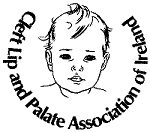 Cleft Lip and Palate Association of Ireland